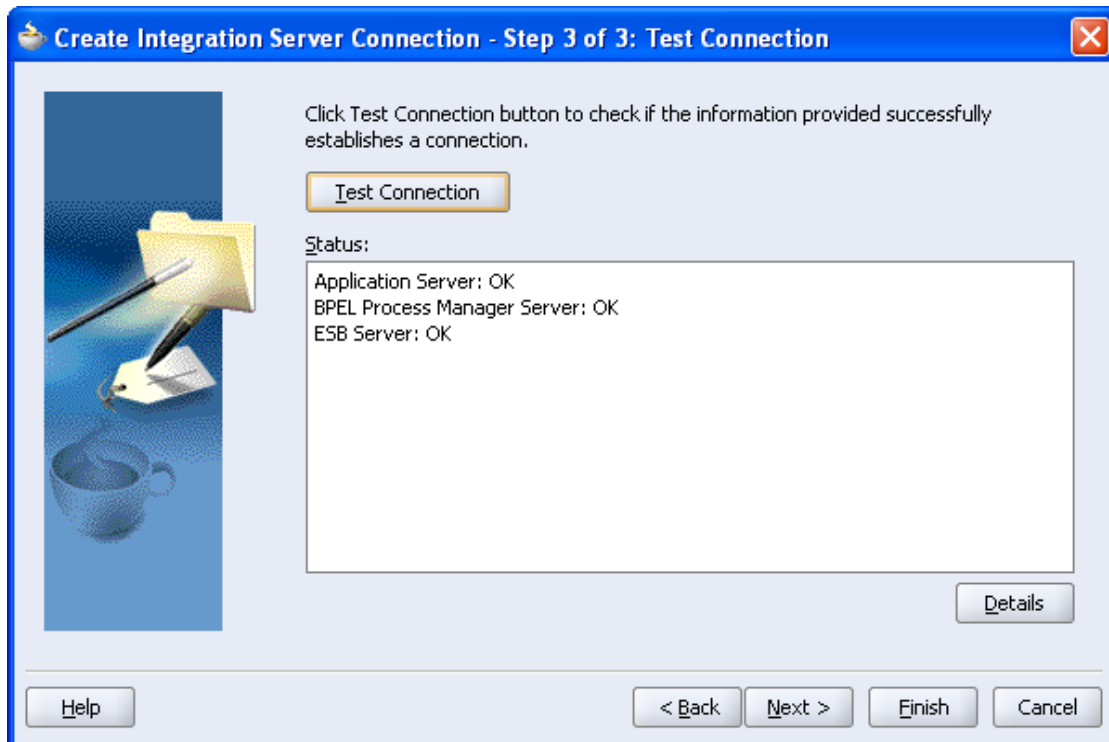 Create Integration Server Connection - Step 3 of 3: Test Connection
Click Test Connection button to check if the information provided successfully
establishes a connection.
Test Connection
Status:
Application Server: OK
BPEL Process Manager Server: OK
ESB Server: OK
Details
Help
< Back
Next >
Finish
Cancel